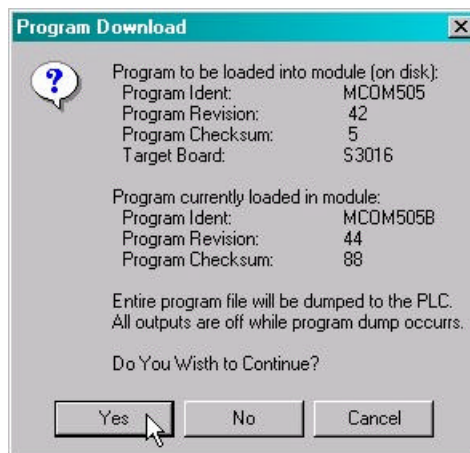 Program Download
Program to be loaded into module (on disk):
Program Ident: MCOM505
Program Revision: 42
Program Checksum: 5
Target Board: S3016
Program currently loaded in module:
Program Ident: MCOM505B
Program Revision: 44
Program Checksum: 88
Entire program file will be dumped to the PLC.
All outputs are off while program dump occurrs.
Do You Wisth to Continue?
Yes No Cancel